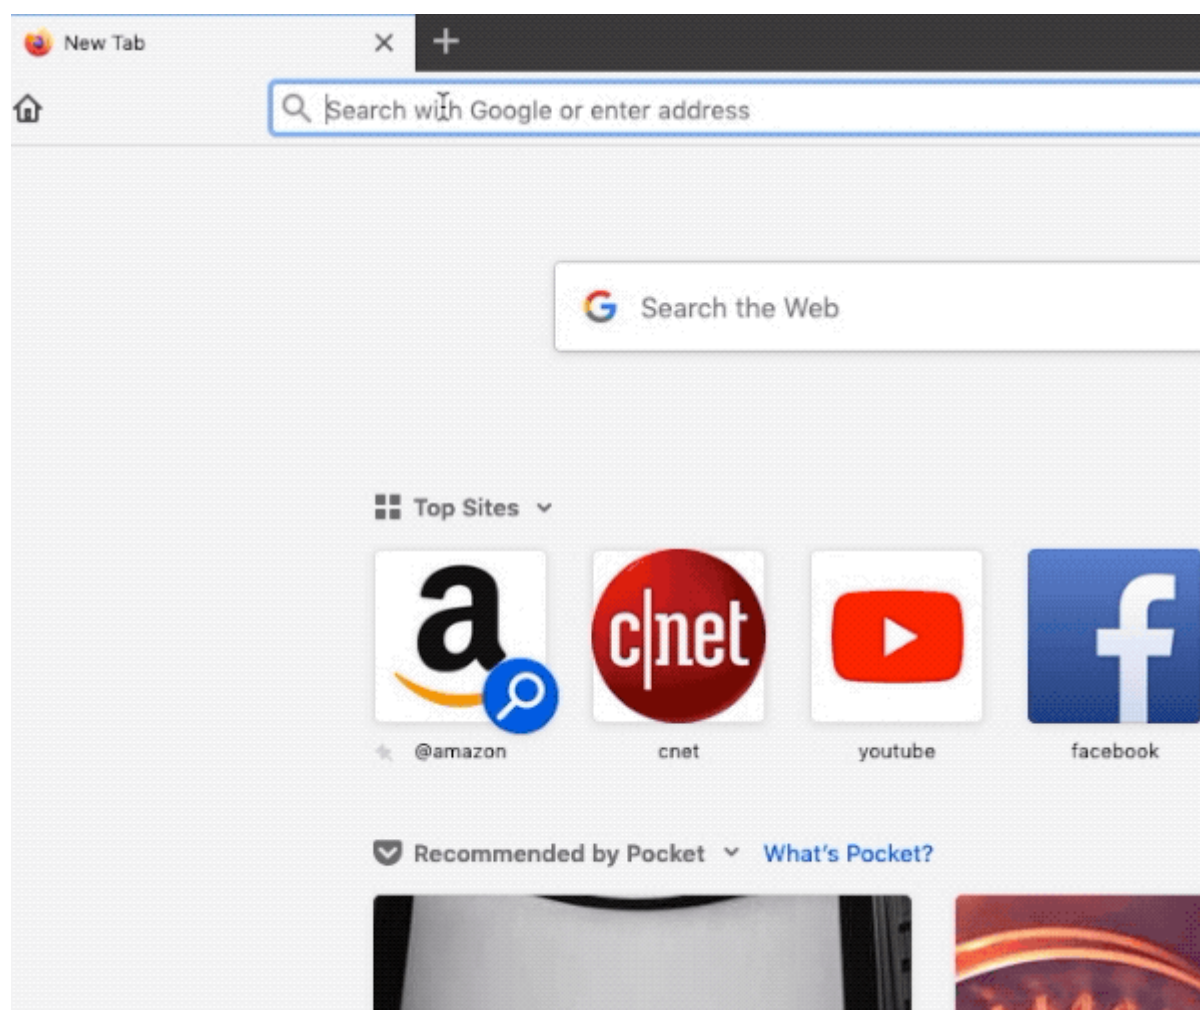 New Tab
Search with Google or enter address
Search the Web
Top Sites
a
c|net
f
@amazon
cnet
youtube
facebook
Recommended by Pocket
What's Pocket?